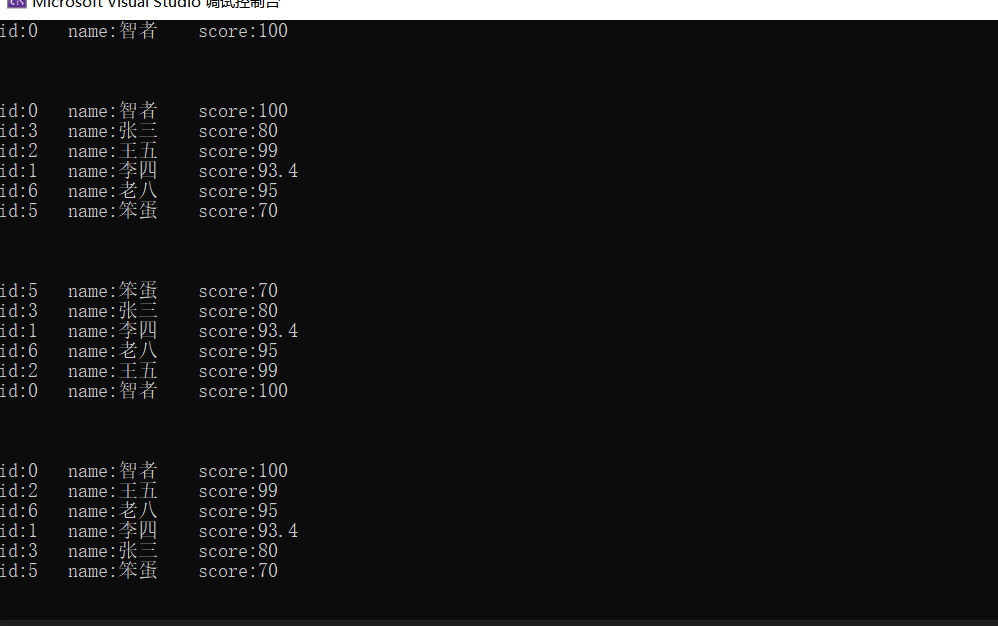 Microsoft Visual Studio 调试控制台
id:0 name:智者 score:100
id:0 name:智者 score:100
id:3 name:张三 score:80
id:2 name:王五 score:99
id:1 name:李四 score:93.4
id:6 name:老八 score:95
id:5 name:笨蛋 score:70
id:5 name:笨蛋 score:70
id:3 name:张三 score:80
id:1 name:李四 score:93.4
id:6 name:老八 score:95
id:2 name:王五 score:99
id:0 name:智者 score:100
id:0 name:智者 score:100
id:2 name:王五 score:99
id:6 name:老八 score:95
id:1 name:李四 score:93.4
id:3 name:张三 score:80
id:5 name:笨蛋 score:70